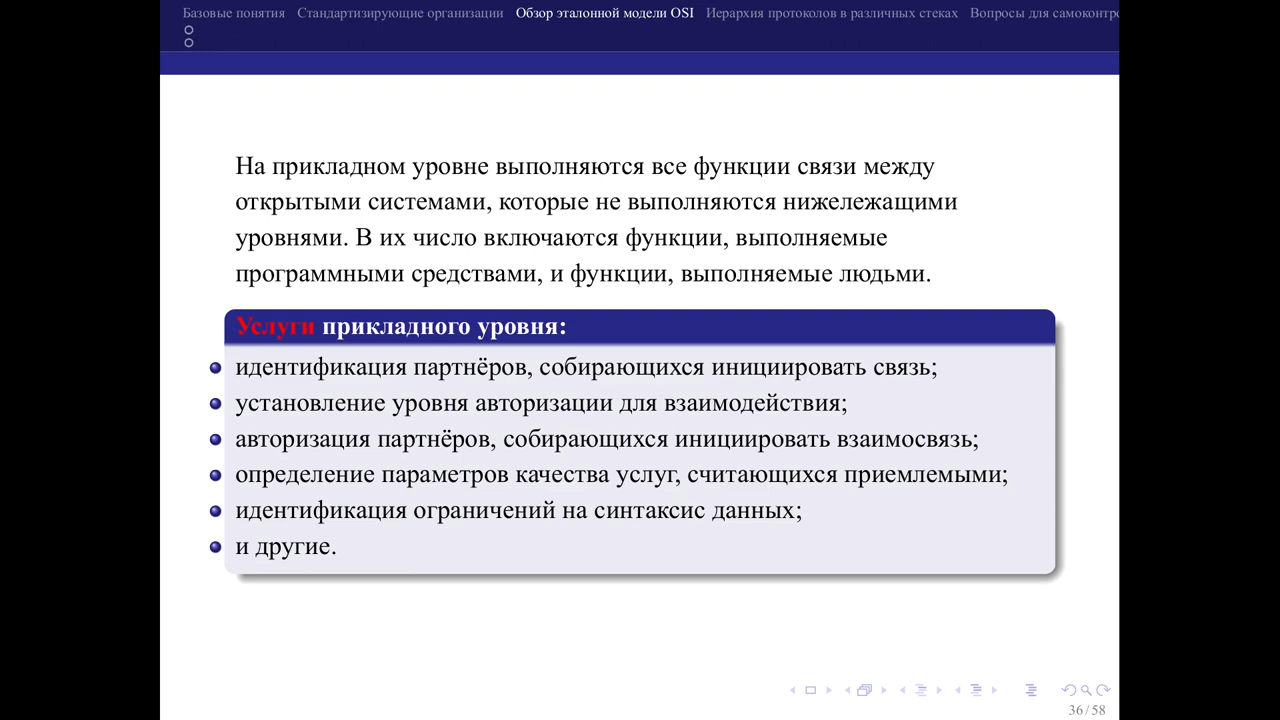 Базовые понятия Стандартизирующие организации Обзор эталонной модели OSI Иерархия протоколов в различных стеках Вопросы для
На прикладном уровне выполняются все функции связи между
открытыми системами, которые не выполняются нижележащими
уровнями. В их число включаются функции, выполняемые
программными средствами, и функции, выполняемые людьми.
Услуги прикладного уровня:
идентификация партнёров, собирающихся инициировать связь;
установление уровня авторизации для взаимодействия;
авторизация партнёров, собирающихся инициировать взаимосвязь;
определение параметров качества услуг, считающихся приемлемыми;
идентификация ограничений на синтаксис данных;
и другие.
36 / 58